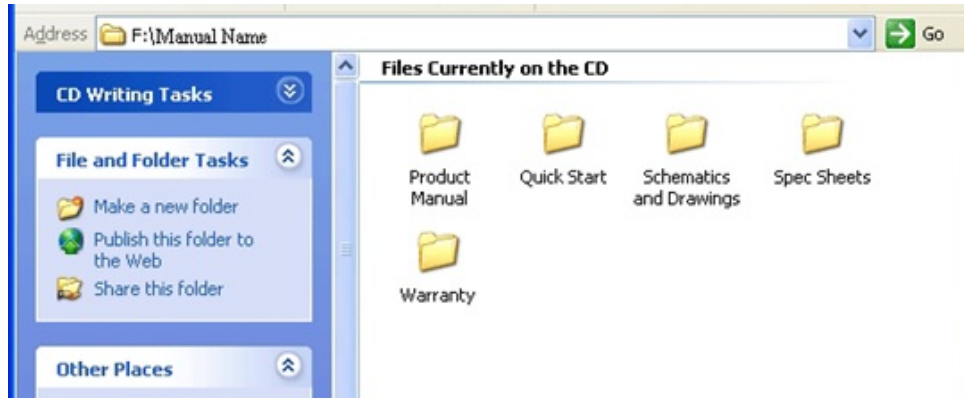 Address F:\Manual Name Go
CD Writing Tasks
File and Folder Tasks
Make a new folder
Publish this folder to
the Web
Share this folder
Other Places
Files Currently on the CD
Product
Manual
Quick Start
Schematics
and Drawings
Spec Sheets
Warranty